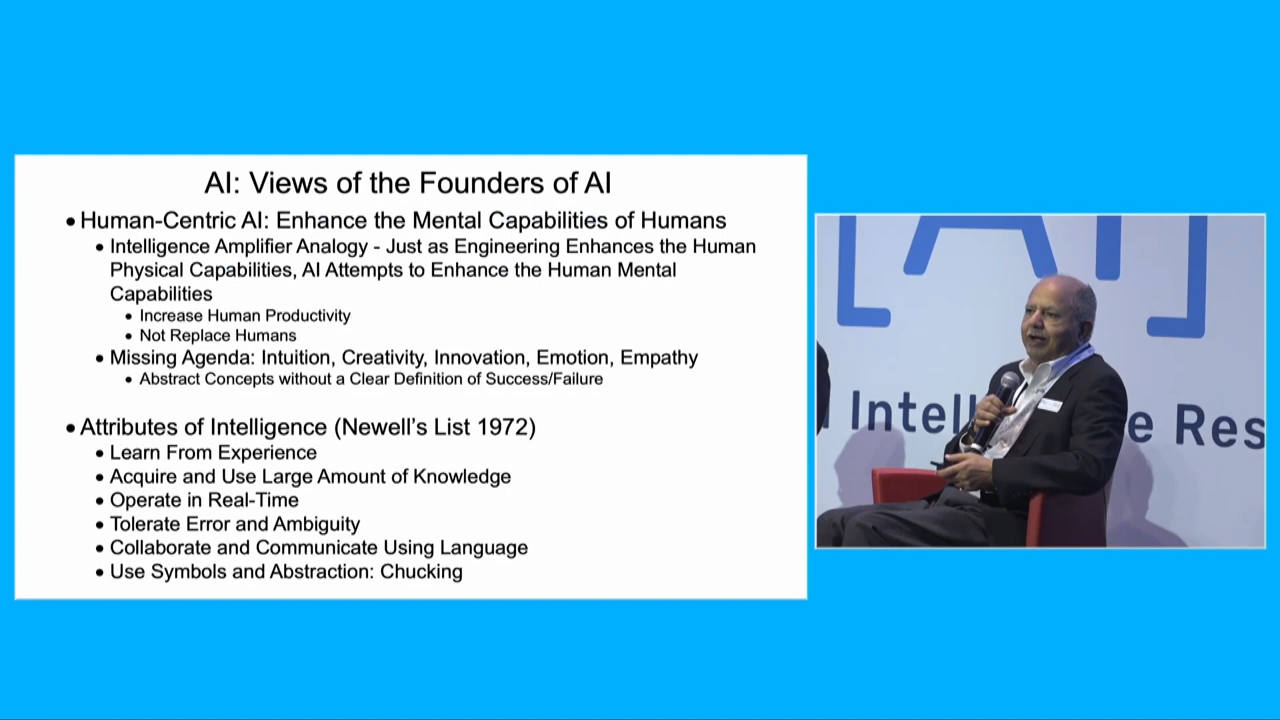 AI: Views of the Founders of AI
• Human-Centric AI: Enhance the Mental Capabilities of Humans
• Intelligence Amplifier Analogy - Just as Engineering Enhances the Human
Physical Capabilities, AI Attempts to Enhance the Human Mental
Capabilities
• Increase Human Productivity
• Not Replace Humans
• Missing Agenda: Intuition, Creativity, Innovation, Emotion, Empathy
• Abstract Concepts without a Clear Definition of Success/Failure
• Attributes of Intelligence (Newell's List 1972)
• Learn From Experience
• Acquire and Use Large Amount of Knowledge
• Operate in Real-Time
• Tolerate Error and Ambiguity
• Collaborate and Communicate Using Language
• Use Symbols and Abstraction: Chucking
[AI]
l Intell e Res